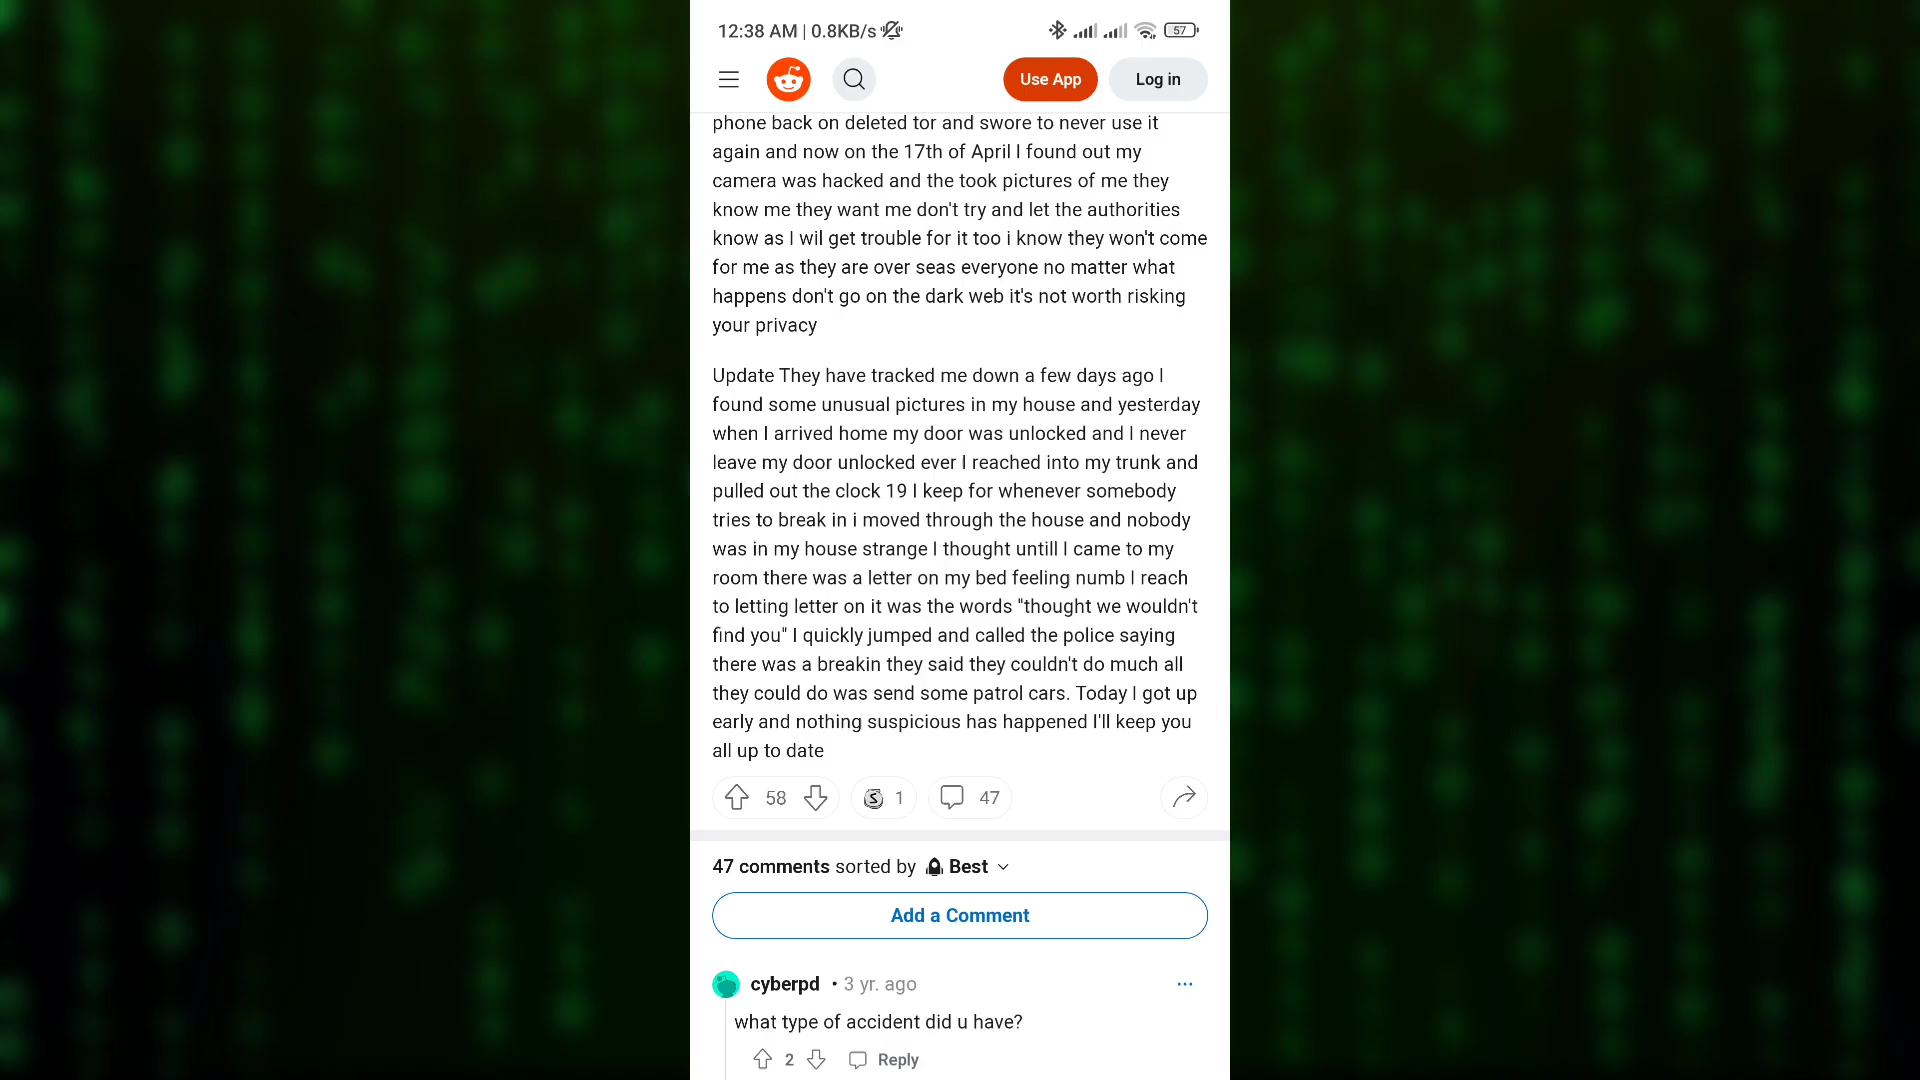 12:38 AM | 0.8KB/s
57
Use App
Log in
phone back on deleted tor and swore to never use it
again and now on the 17th of April I found out my
camera was hacked and the took pictures of me they
know me they want me don't try and let the authorities
know as I wil get trouble for it too i know they won't come
for me as they are over seas everyone no matter what
happens don't go on the dark web it's not worth risking
your privacy
Update They have tracked me down a few days ago I
found some unusual pictures in my house and yesterday
when I arrived home my door was unlocked and I never
leave my door unlocked ever I reached into my trunk and
pulled out the clock 19 I keep for whenever somebody
tries to break in i moved through the house and nobody
was in my house strange I thought untill I came to my
room there was a letter on my bed feeling numb I reach
to letting letter on it was the words "thought we wouldn't
find you" I quickly jumped and called the police saying
there was a breakin they said they couldn't do much all
they could do was send some patrol cars. Today I got up
early and nothing suspicious has happened I'll keep you
all up to date
58
S 1
47
47 comments sorted by Best
Add a Comment
cyberpd • 3 yr. ago
what type of accident did u have?
2
Reply